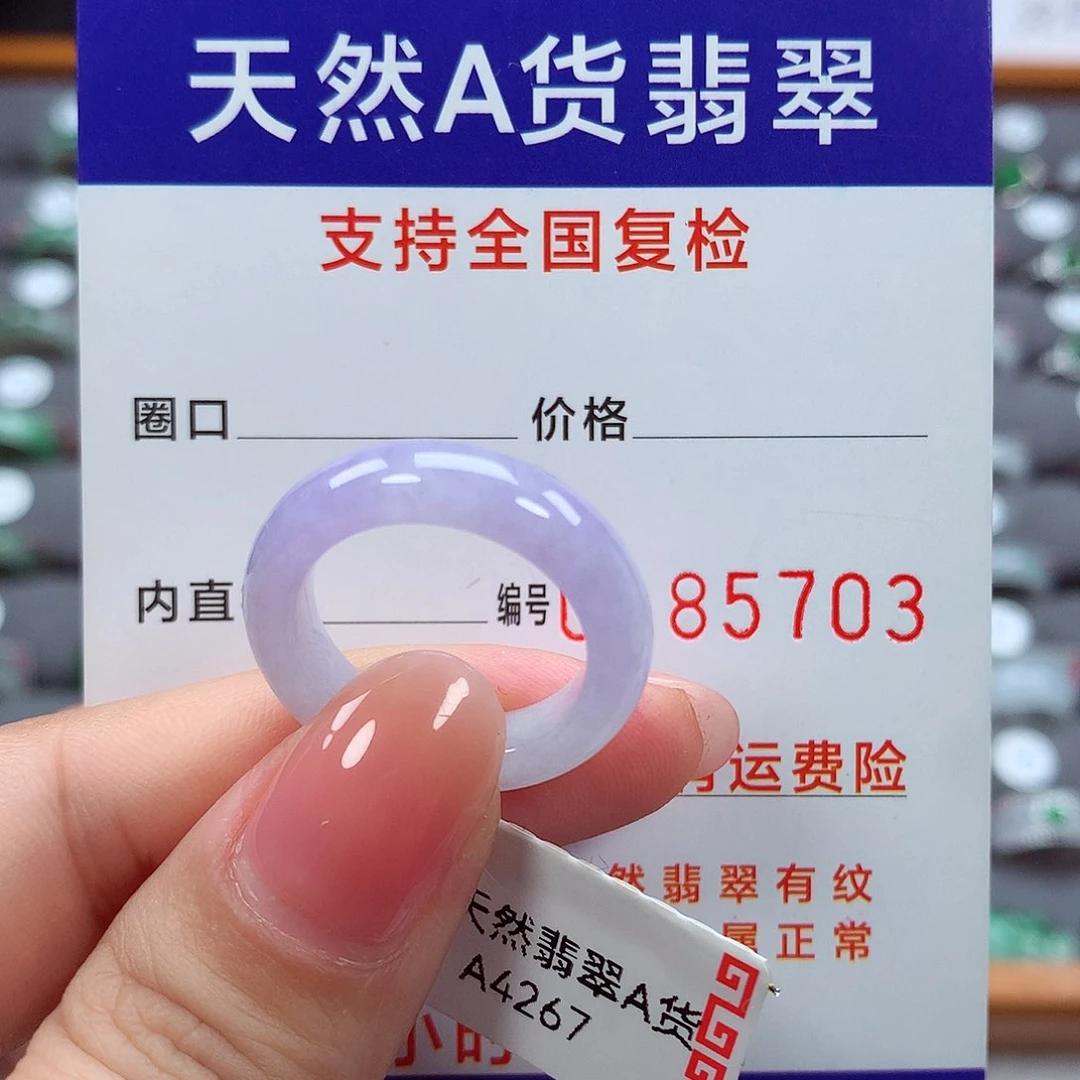 天然A货翡翠
支持全国复检
圈口 价格
内直 编号 85703
运费险
然翡翠有纹
属正常
天然翡翠A货
A4267
小时